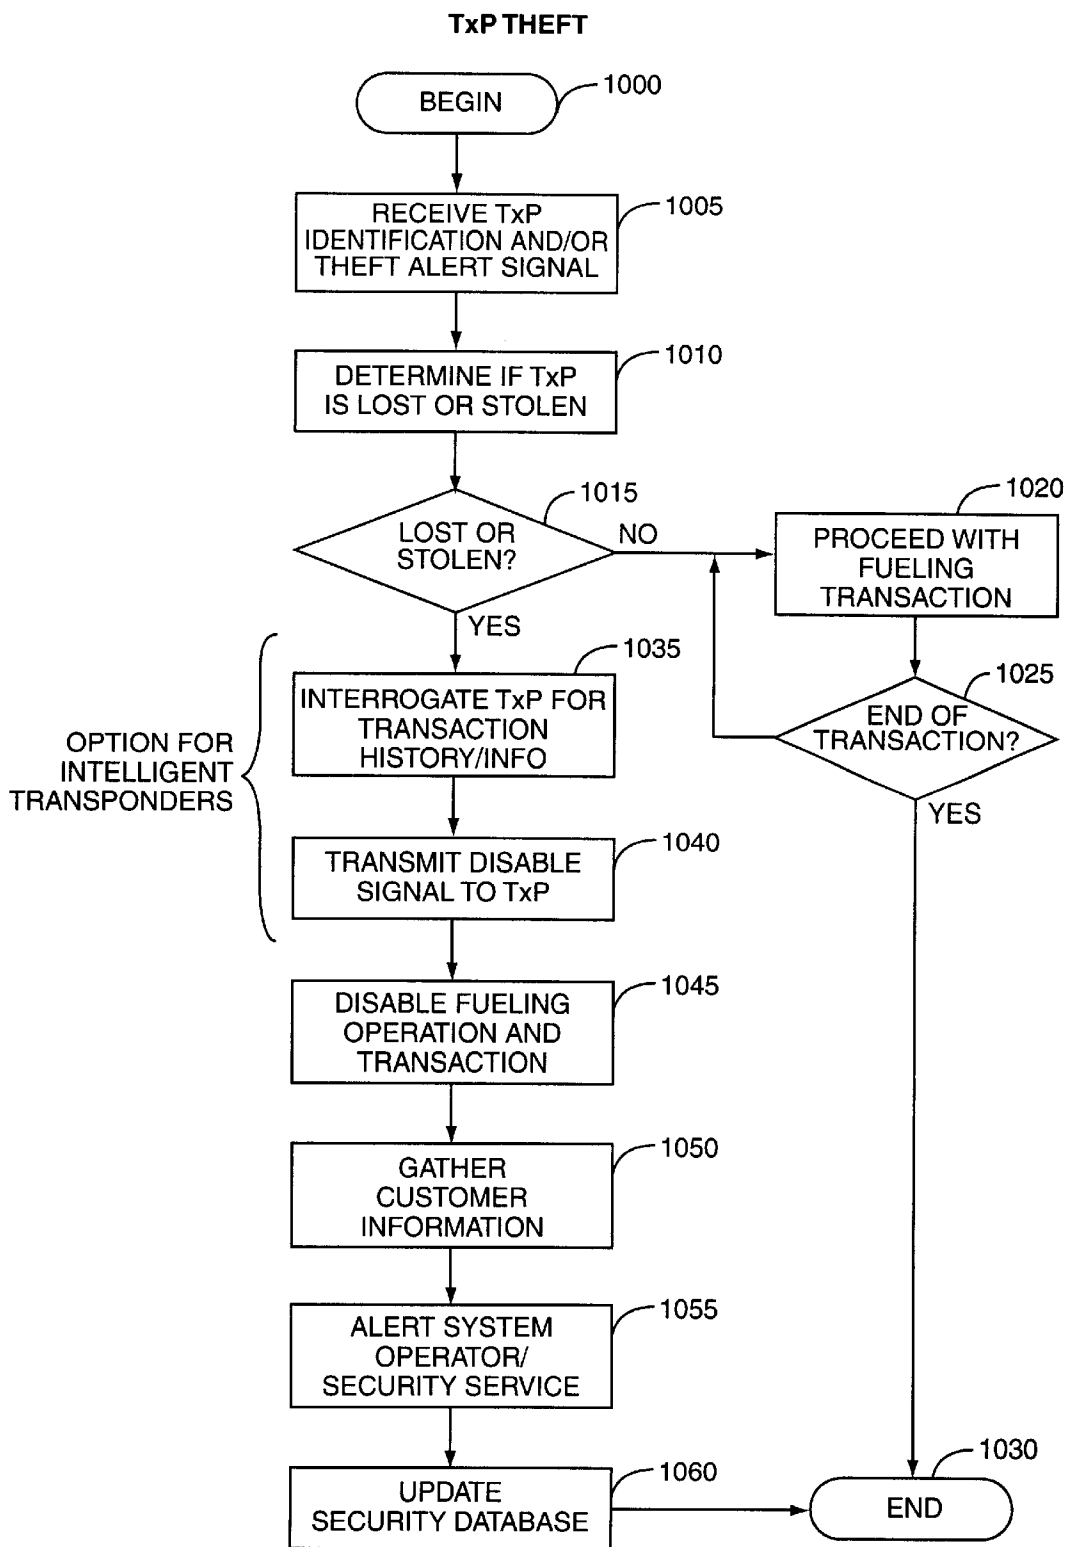 TxP THEFT
BEGIN
1000
RECEIVE TxP
IDENTIFICATION AND/OR
THEFT ALERT SIGNAL
1005
DETERMINE IF TxP
IS LOST OR STOLEN
1010
LOST OR
STOLEN?
1015
NO
YES
PROCEED WITH
FUELING
TRANSACTION
1020
END OF
TRANSACTION?
1025
YES
OPTION FOR
INTELLIGENT
TRANSPONDERS
INTERROGATE TxP FOR
TRANSACTION
HISTORY/INFO
1035
TRANSMIT DISABLE
SIGNAL TO TxP
1040
DISABLE FUELING
OPERATION AND
TRANSACTION
1045
GATHER
CUSTOMER
INFORMATION
1050
ALERT SYSTEM
OPERATOR/
SECURITY SERVICE
1055
UPDATE
SECURITY DATABASE
1060
END
1030